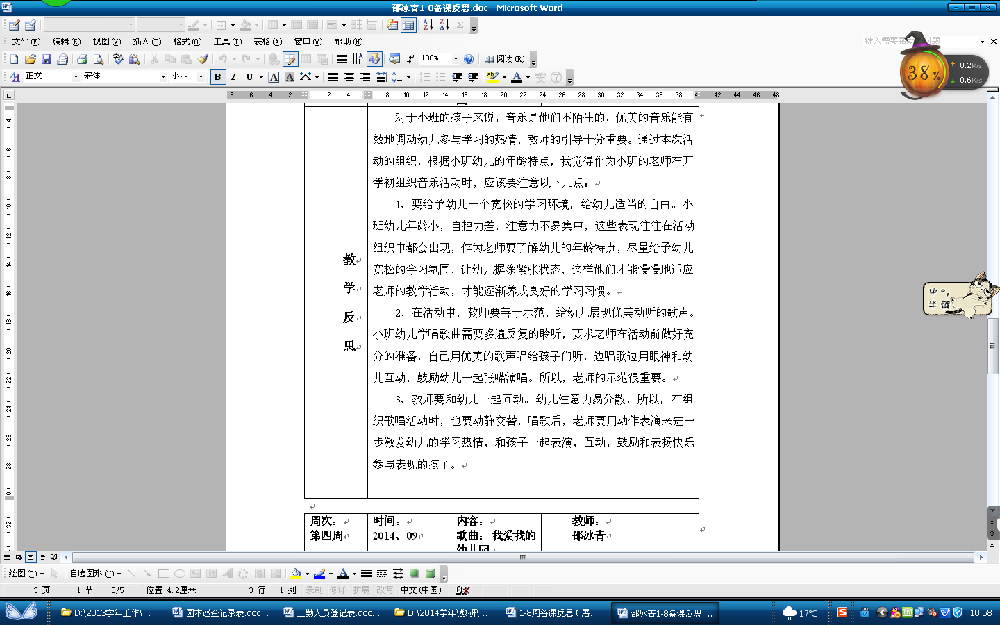 邵冰青1-8备课反思.doc - Microsoft Word
文件(F) 编辑(E) 视图(V) 插入(I) 格式(O) 工具(T) 表格(A) 窗口(W) 帮助(H) 键入需要帮助的问题
100% 阅读(R)
正文 宋体 小四 B I U A A
38% 0.2K/s
0.6K/s
8 6 4 2 2 4 8 10 12 14 16 18 20 22 24 26 28 30 32 34 36 38 42 44 46 48
对于小班的孩子来说，音乐是他们不陌生的，优美的音乐能有
效地调动幼儿参与学习的热情，教师的引导十分重要。通过本次活
动的组织，根据小班幼儿的年龄特点，我觉得作为小班的老师在开
学初组织音乐活动时，应该要注意以下几点：
1、要给予幼儿一个宽松的学习环境，给幼儿适当的自由。小
班幼儿年龄小，自控力差，注意力不易集中，这些表现往往在活动
组织中都会出现，作为老师要了解幼儿的年龄特点，尽量给予幼儿
宽松的学习氛围，让幼儿摒除紧张状态，这样他们才能慢慢地适应
老师的教学活动，才能逐渐养成良好的学习习惯。
2、在活动中，教师要善于示范，给幼儿展现优美动听的歌声。
小班幼儿学唱歌曲需要多遍反复的聆听，要求老师在活动前做好充
分的准备，自己用优美的歌声唱给孩子们听，边唱歌边用眼神和幼
儿互动，鼓励幼儿一起张嘴演唱。所以，老师的示范很重要。
3、教师要和幼儿一起互动。幼儿注意力易分散，所以，在组
织歌唱活动时，也要动静交替，唱歌后，老师要用动作表演来进一
步激发幼儿的学习热情，和孩子一起表演，互动，鼓励和表扬快乐
参与表现的孩子。
教
学
反
思
中
半 键
周次： 时间： 内容： 教师：
第四周 2014、09 歌曲：我爱我的 邵冰青
幼儿园
绘图(D) 自选图形(U)
3 页 1 节 3/5 位置 4.2厘米 3 行 1 列 录制 修订 扩展 改写 中文(中国)
D:\2013学年工作\... 园本巡查记录表.doc... 工勤人员登记表.doc... D:\2014学年\教研\... 1-8周备课反思（屠... 邵冰青1-8备课反思.... 17℃ 10:58